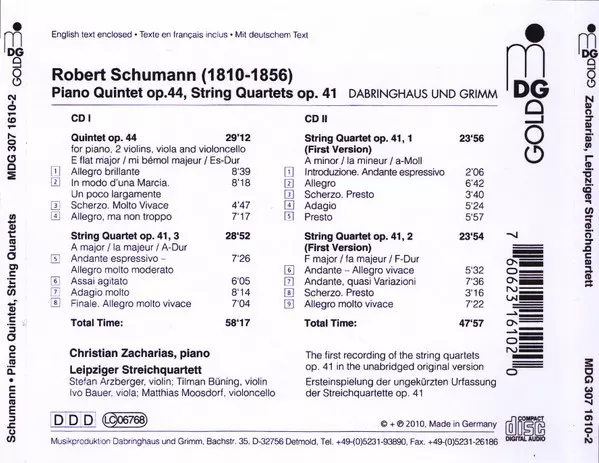 English text enclosed • Texte en français inclus • Mit deutschem Text
Robert Schumann (1810-1856)
Piano Quintet op.44, String Quartets op. 41 DABRINGHAUS UND GRIMM
mDG
GOLD
CD I
Quintet op. 44 29'12
for piano, 2 violins, viola and violoncello
E flat major / mi bémol majeur / Es-Dur
1 Allegro brillante 8'39
2 In modo d'una Marcia. 8'18
Un poco largamente
3 Scherzo. Molto Vivace 4'47
4 Allegro, ma non troppo 7'17
String Quartet op. 41, 3 28'52
A major / la majeur / A-Dur
5 Andante espressivo – 7'26
Allegro molto moderato
6 Assai agitato 6'05
7 Adagio molto 8'14
8 Finale. Allegro molto vivace 7'04
Total Time: 58'17
CD II
String Quartet op. 41, 1 23'56
(First Version)
A minor / la mineur / a-Moll
1 Introduzione. Andante espressivo 2'06
2 Allegro 6'42
3 Scherzo. Presto 3'40
4 Adagio 5'24
5 Presto 5'57
String Quartet op. 41, 2 23'54
(First Version)
F major / fa majeur / F-Dur
6 Andante – Allegro vivace 5'32
7 Andante, quasi Variazioni 7'36
8 Scherzo. Presto 3'16
9 Allegro molto vivace 7'22
Total Time: 47'57
Christian Zacharias, piano
Leipziger Streichquartett
Stefan Arzberger, violin; Tilman Büning, violin
Ivo Bauer, viola; Matthias Moosdorf, violoncello
The first recording of the string quartets
op. 41 in the unabridged original version
Ersteinspielung der ungekürzten Urfassung
der Streichquartette op. 41
D D D LC 06768
© + ℗ 2010, Made in Germany
COMPACT
disc
DIGITAL AUDIO
Musikproduktion Dabringhaus und Grimm, Bachstr. 35, D-32756 Detmold, Tel. +49-(0)5231-93890, Fax. +49-(0)5231-26186
7 60623 16102 0
Schumann • Piano Quintet, String Quartets MDG 307 1610-2 mDG GOLD
mDG GOLD Zacharias, Leipziger Streichquartett MDG 307 1610-2